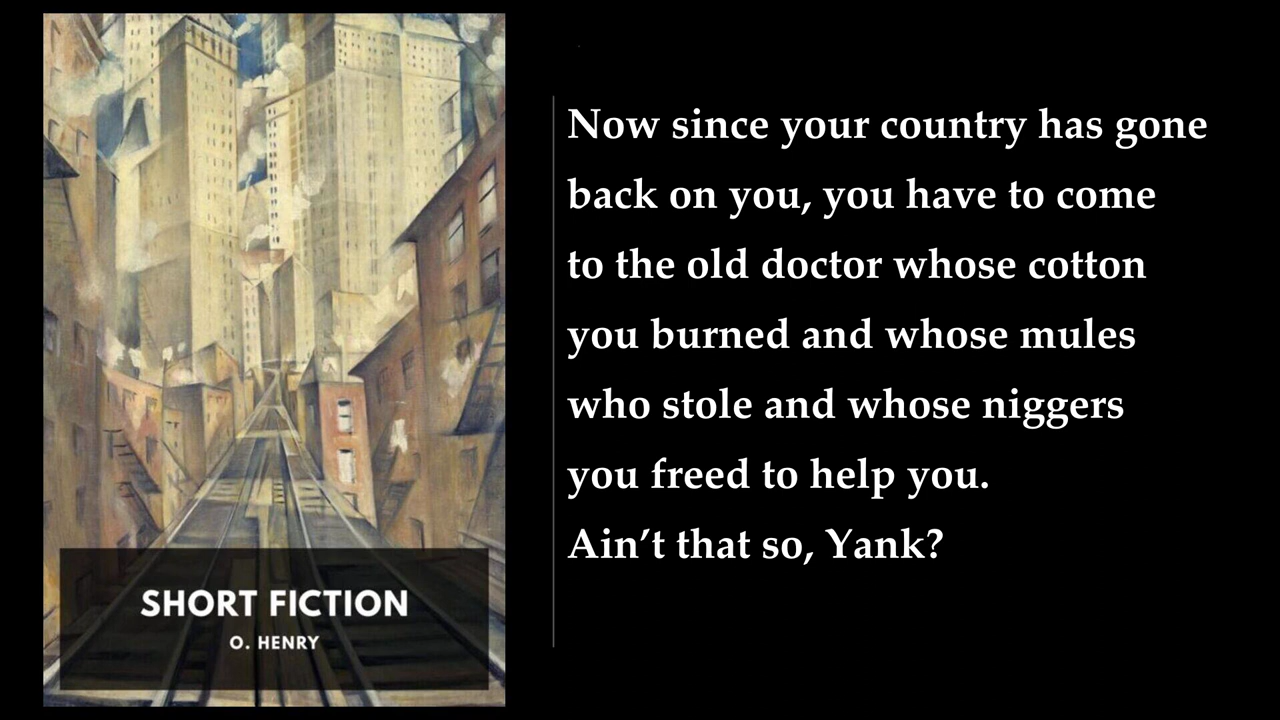 Now since your country has gone
back on you, you have to come
to the old doctor whose cotton
you burned and whose mules
who stole and whose niggers
you freed to help you.
Ain’t that so, Yank?
SHORT FICTION
O. HENRY